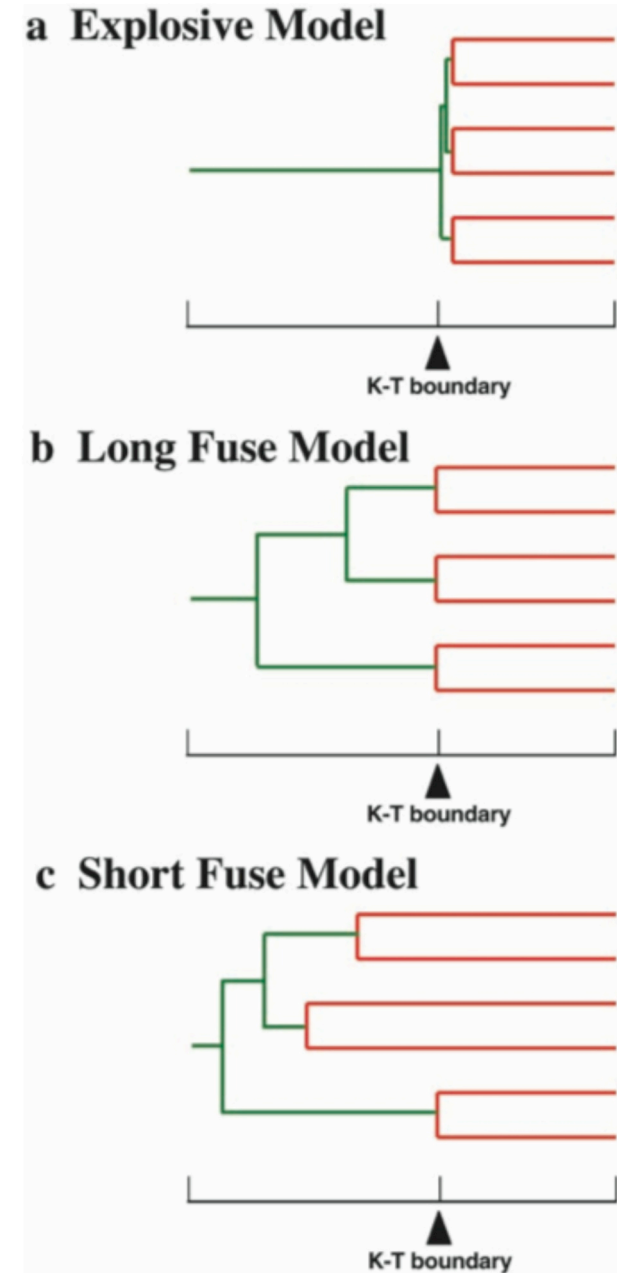 a Explosive Model
K-T boundary
b Long Fuse Model
K-T boundary
c Short Fuse Model
K-T boundary